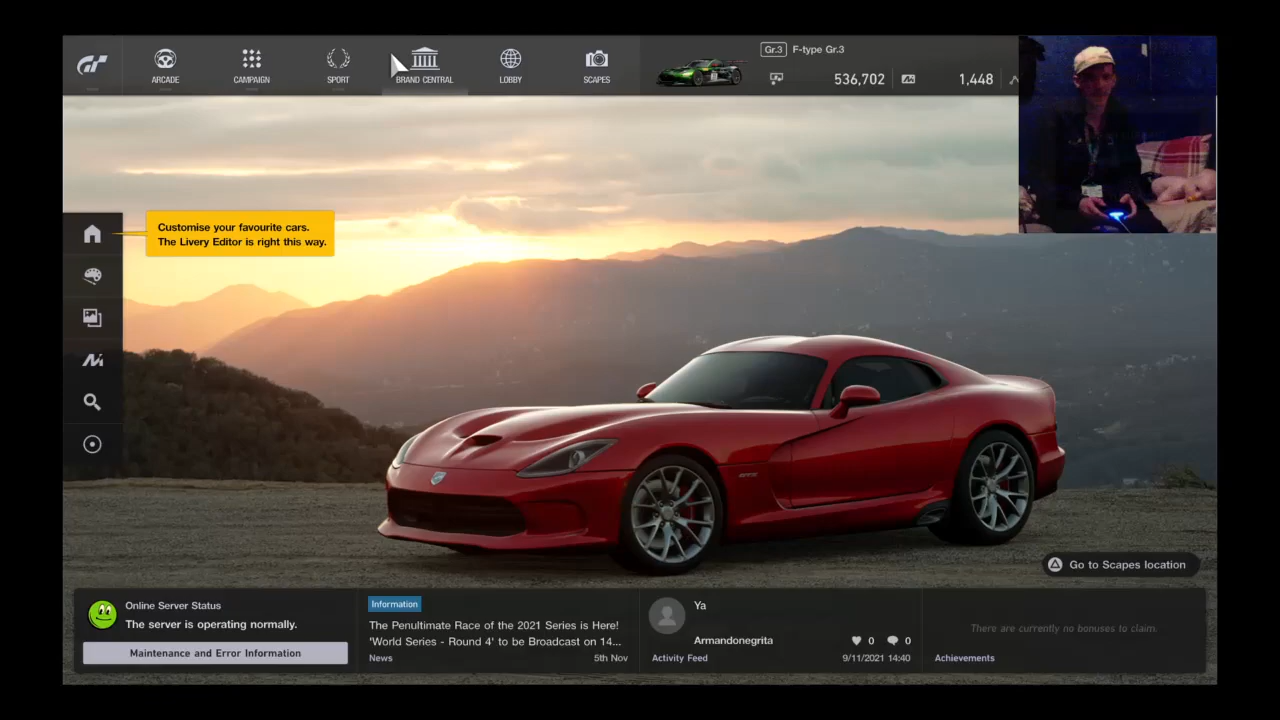 GT
ARCADE
CAMPAIGN
SPORT
BRAND CENTRAL
LOBBY
SCAPES
Gr.3 F-type Gr.3
536,702
1,448
Customise your favourite cars.
The Livery Editor is right this way.
Go to Scapes location
Online Server Status
The server is operating normally.
Maintenance and Error Information
Information
The Penultimate Race of the 2021 Series is Here!
'World Series - Round 4' to be Broadcast on 14...
News 5th Nov
Ya
Armandonegrita 0 0
Activity Feed 9/11/2021 14:40
There are currently no bonuses to claim.
Achievements